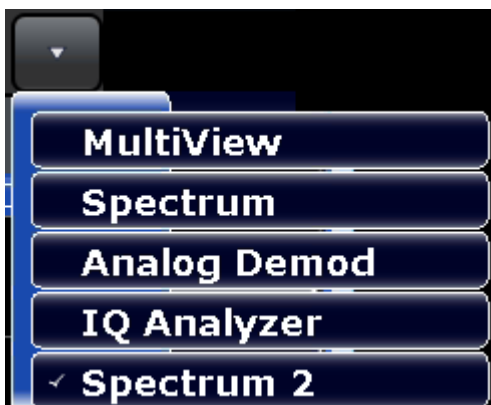 MultiView
Spectrum
Analog Demod
IQ Analyzer
Spectrum 2